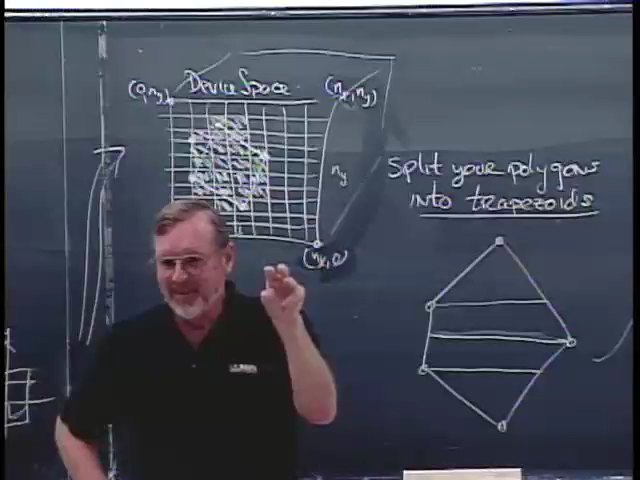 Device Space
(0,ny)
(nx,ny)
ny
(nx,0)
Split your polygons
into trapezoids